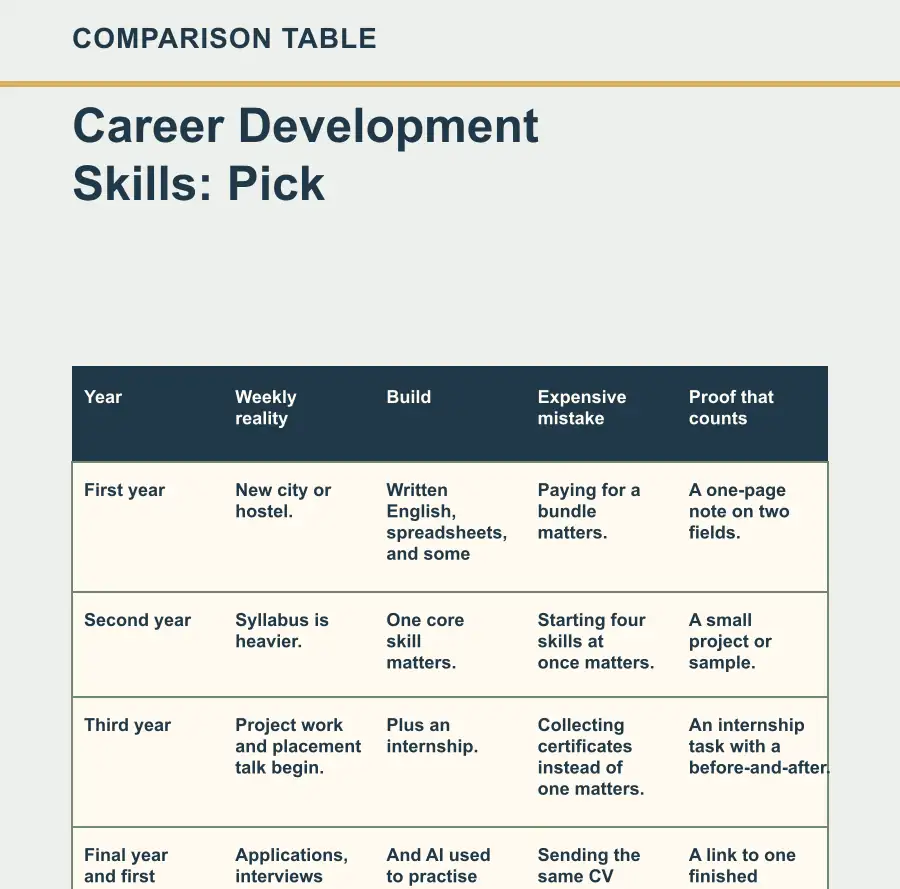 COMPARISON TABLE
Career Development
Skills: Pick
Year
Weekly
reality
Build
Expensive
mistake
Proof that
counts
First year
New city or
hostel.
Written
English,
spreadsheets,
and some
Paying for a
bundle
matters.
A one-page
note on two
fields.
Second year
Syllabus is
heavier.
One core
skill
matters.
Starting four
skills at
once matters.
A small
project or
sample.
Third year
Project work
and placement
talk begin.
Plus an
internship.
Collecting
certificates
instead of
one matters.
An internship
task with a
before-and-after.
Final year
and first
Applications,
interviews
And AI used
to practise
Sending the
same CV
A link to one
finished